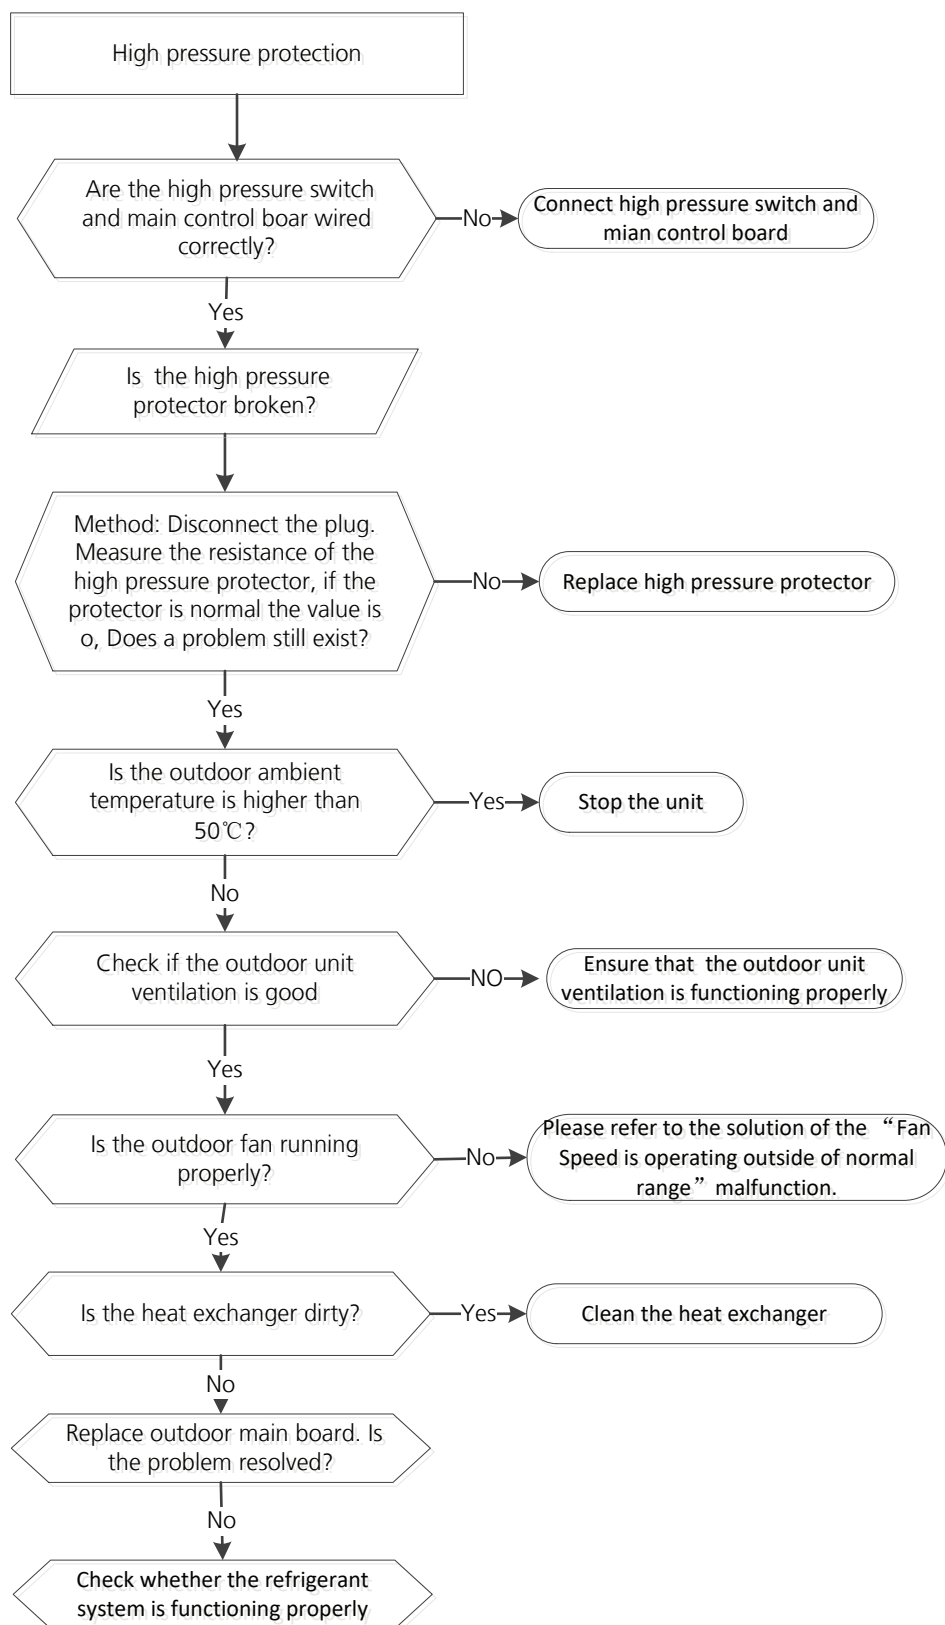 High pressure protection
Are the high pressure switch
and main control boar wired
correctly?
No
Connect high pressure switch and
mian control board
Yes
Is the high pressure
protector broken?
Method: Disconnect the plug.
Measure the resistance of the
high pressure protector, if the
protector is normal the value is
o, Does a problem still exist?
No
Replace high pressure protector
Yes
Is the outdoor ambient
temperature is higher than
50℃?
Yes
Stop the unit
No
Check if the outdoor unit
ventilation is good
NO
Ensure that the outdoor unit
ventilation is functioning properly
Yes
Is the outdoor fan running
properly?
No
Please refer to the solution of the “Fan
Speed is operating outside of normal
range” malfunction.
Yes
Is the heat exchanger dirty?
Yes
Clean the heat exchanger
No
Replace outdoor main board. Is
the problem resolved?
No
Check whether the refrigerant
system is functioning properly